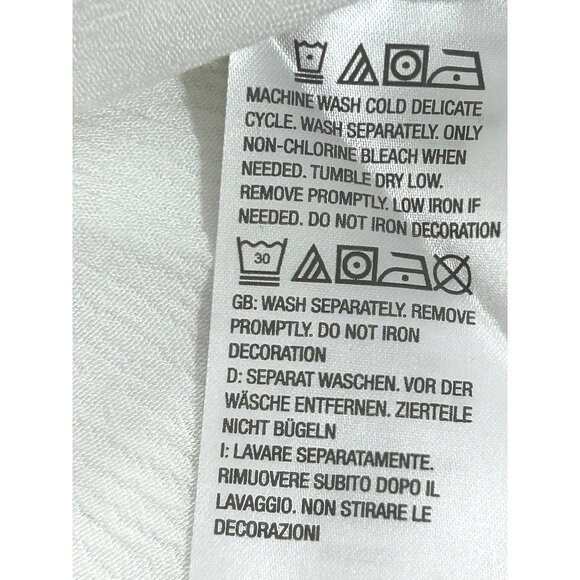 MACHINE WASH COLD DELICATE
CYCLE. WASH SEPARATELY. ONLY
NON-CHLORINE BLEACH WHEN
NEEDED. TUMBLE DRY LOW.
REMOVE PROMPTLY. LOW IRON IF
NEEDED. DO NOT IRON DECORATION
30
GB: WASH SEPARATELY. REMOVE
PROMPTLY. DO NOT IRON
DECORATION
D: SEPARAT WASCHEN. VOR DER
WÄSCHE ENTFERNEN. ZIERTEILE
NICHT BÜGELN
I: LAVARE SEPARATAMENTE.
RIMUOVERE SUBITO DOPO IL
LAVAGGIO. NON STIRARE LE
DECORAZIONI